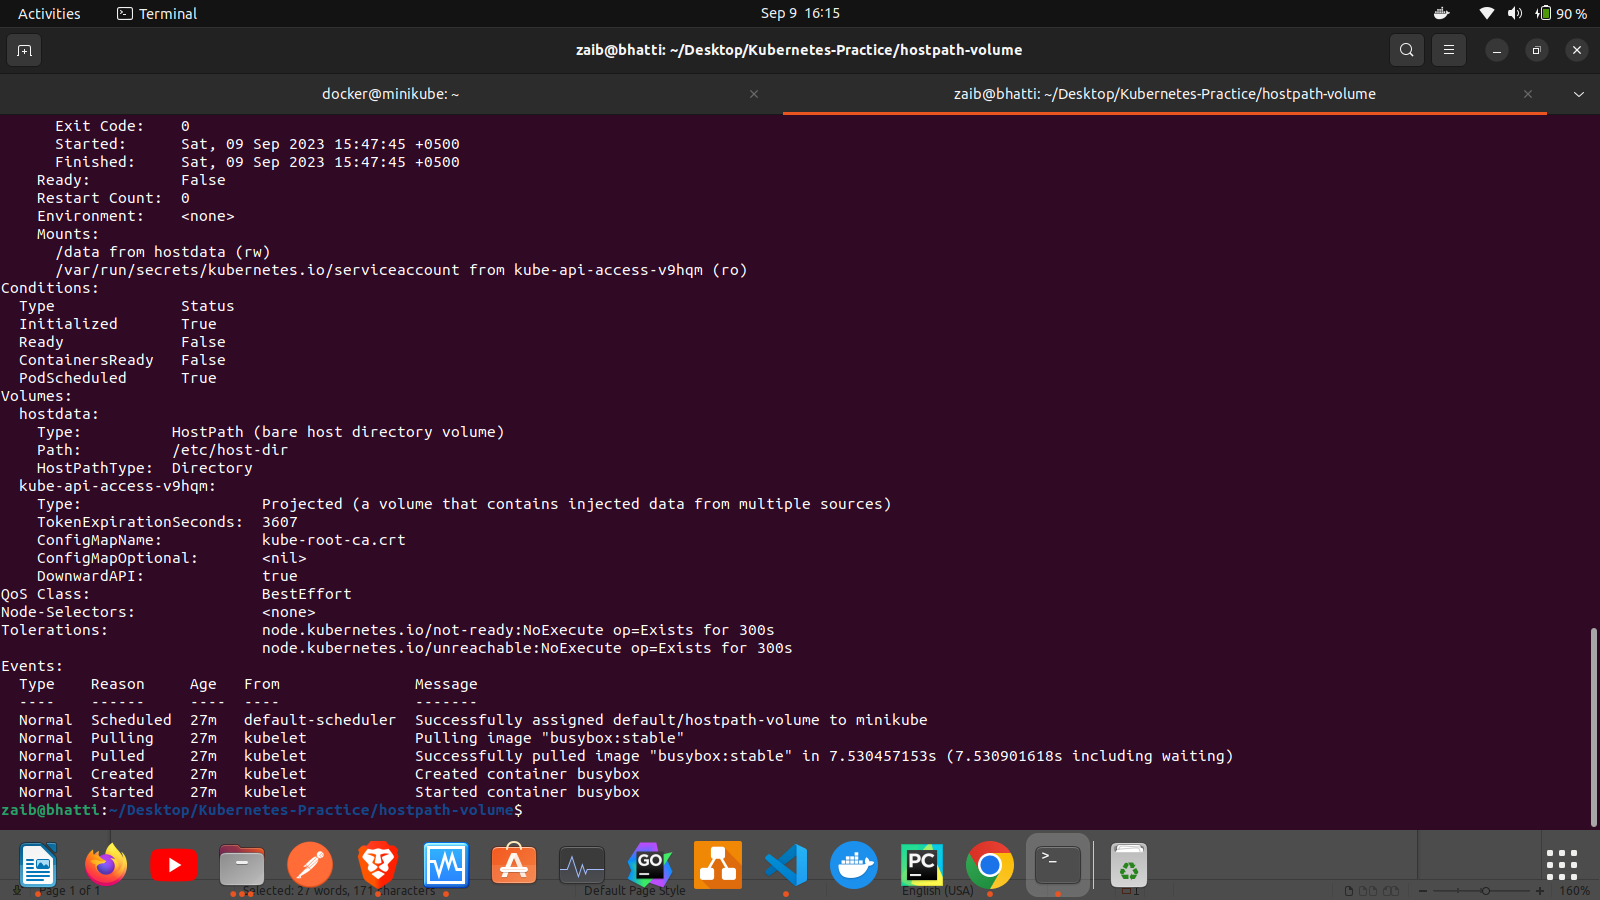 Activities Terminal Sep 9 16:15 90 %
zaib@bhatti: ~/Desktop/Kubernetes-Practice/hostpath-volume
docker@minikube: ~ zaib@bhatti: ~/Desktop/Kubernetes-Practice/hostpath-volume
Exit Code: 0
Started: Sat, 09 Sep 2023 15:47:45 +0500
Finished: Sat, 09 Sep 2023 15:47:45 +0500
Ready: False
Restart Count: 0
Environment: <none>
Mounts:
/data from hostdata (rw)
/var/run/secrets/kubernetes.io/serviceaccount from kube-api-access-v9hqm (ro)
Conditions:
Type Status
Initialized True
Ready False
ContainersReady False
PodScheduled True
Volumes:
hostdata:
Type: HostPath (bare host directory volume)
Path: /etc/host-dir
HostPathType: Directory
kube-api-access-v9hqm:
Type: Projected (a volume that contains injected data from multiple sources)
TokenExpirationSeconds: 3607
ConfigMapName: kube-root-ca.crt
ConfigMapOptional: <nil>
DownwardAPI: true
QoS Class: BestEffort
Node-Selectors: <none>
Tolerations: node.kubernetes.io/not-ready:NoExecute op=Exists for 300s
node.kubernetes.io/unreachable:NoExecute op=Exists for 300s
Events:
Type Reason Age From Message
---- ------ ---- ---- -------
Normal Scheduled 27m default-scheduler Successfully assigned default/hostpath-volume to minikube
Normal Pulling 27m kubelet Pulling image "busybox:stable"
Normal Pulled 27m kubelet Successfully pulled image "busybox:stable" in 7.530457153s (7.530901618s including waiting)
Normal Created 27m kubelet Created container busybox
Normal Started 27m kubelet Started container busybox
zaib@bhatti:~/Desktop/Kubernetes-Practice/hostpath-volume$
GO PC >_
Page 1 of 1 Selected: 27 words, 171 characters Default Page Style English (USA) 160%